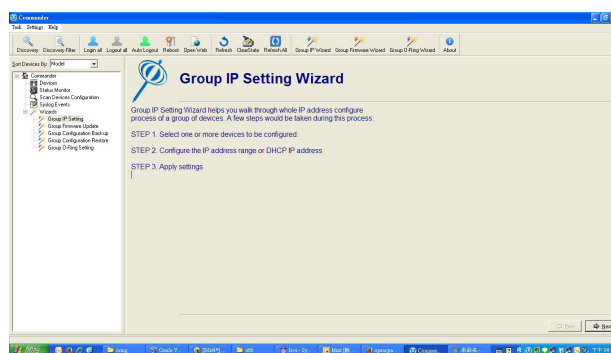 Commander
Task Settings Help
Discovery Discovery Filter Login all Logout all Auto Logout Reboot Open Web Refresh ClearState Refresh All Group IP Wizard Group Firmware Wizard Group O-Ring Wizard About
Sort Devices By Model
Commander
Devices
Status Monitor
Scan Devices Configuration
Syslog Events
Wizards
Group IP Setting
Group Firmware Update
Group Configuration Backup
Group Configuration Restore
Group O-Ring Setting
Group IP Setting Wizard
Group IP Setting Wizard helps you walk through whole IP address configure
process of a group of devices. A few steps would be taken during this process:
STEP 1. Select one or more devices to be configured.
STEP 2. Configure the IP address range or DHCP IP address
STEP 3. Apply settings
Prev